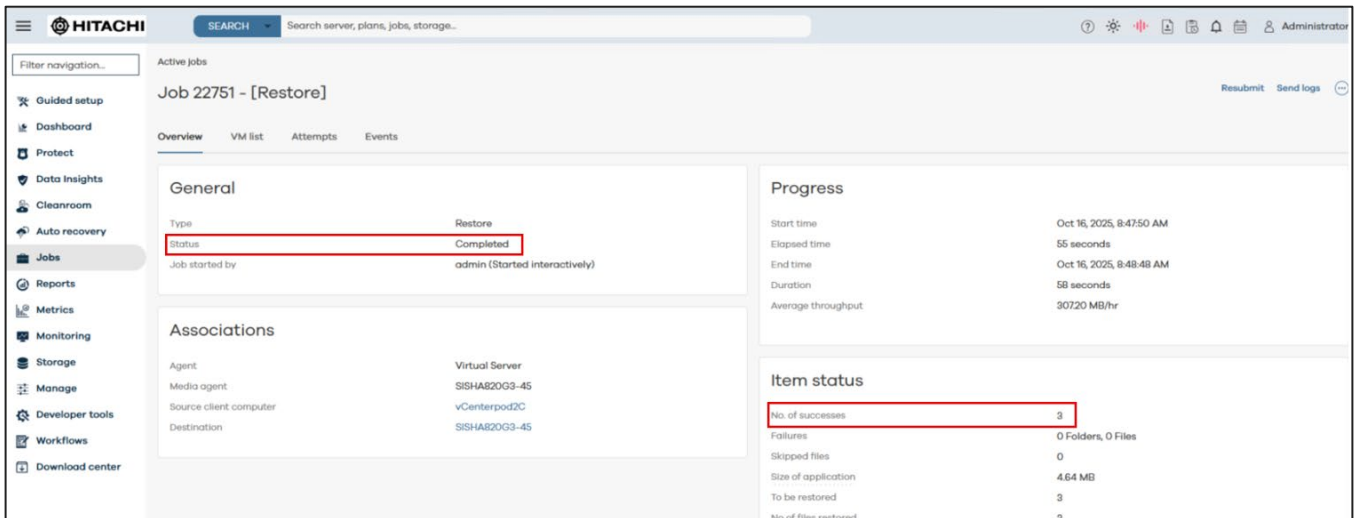 HITACHI
SEARCH
Search server, plans, jobs, storage...
Administrator
Filter navigation...
Guided setup
Dashboard
Protect
Data Insights
Cleanroom
Auto recovery
Jobs
Reports
Metrics
Monitoring
Storage
Manage
Developer tools
Workflows
Download center
Active jobs
Job 22751 - [Restore]
Resubmit Send logs
Overview VM list Attempts Events
General
Type Restore
Status Completed
Job started by admin (Started interactively)
Associations
Agent Virtual Server
Media agent SISHA820G3-45
Source client computer vCenterpod2C
Destination SISHA820G3-45
Progress
Start time Oct 16, 2025, 8:47:50 AM
Elapsed time 55 seconds
End time Oct 16, 2025, 8:48:48 AM
Duration 58 seconds
Average throughput 307.20 MB/hr
Item status
No. of successes 3
Failures 0 Folders, 0 Files
Skipped files 0
Size of application 4.64 MB
To be restored 3
No of files restored 3